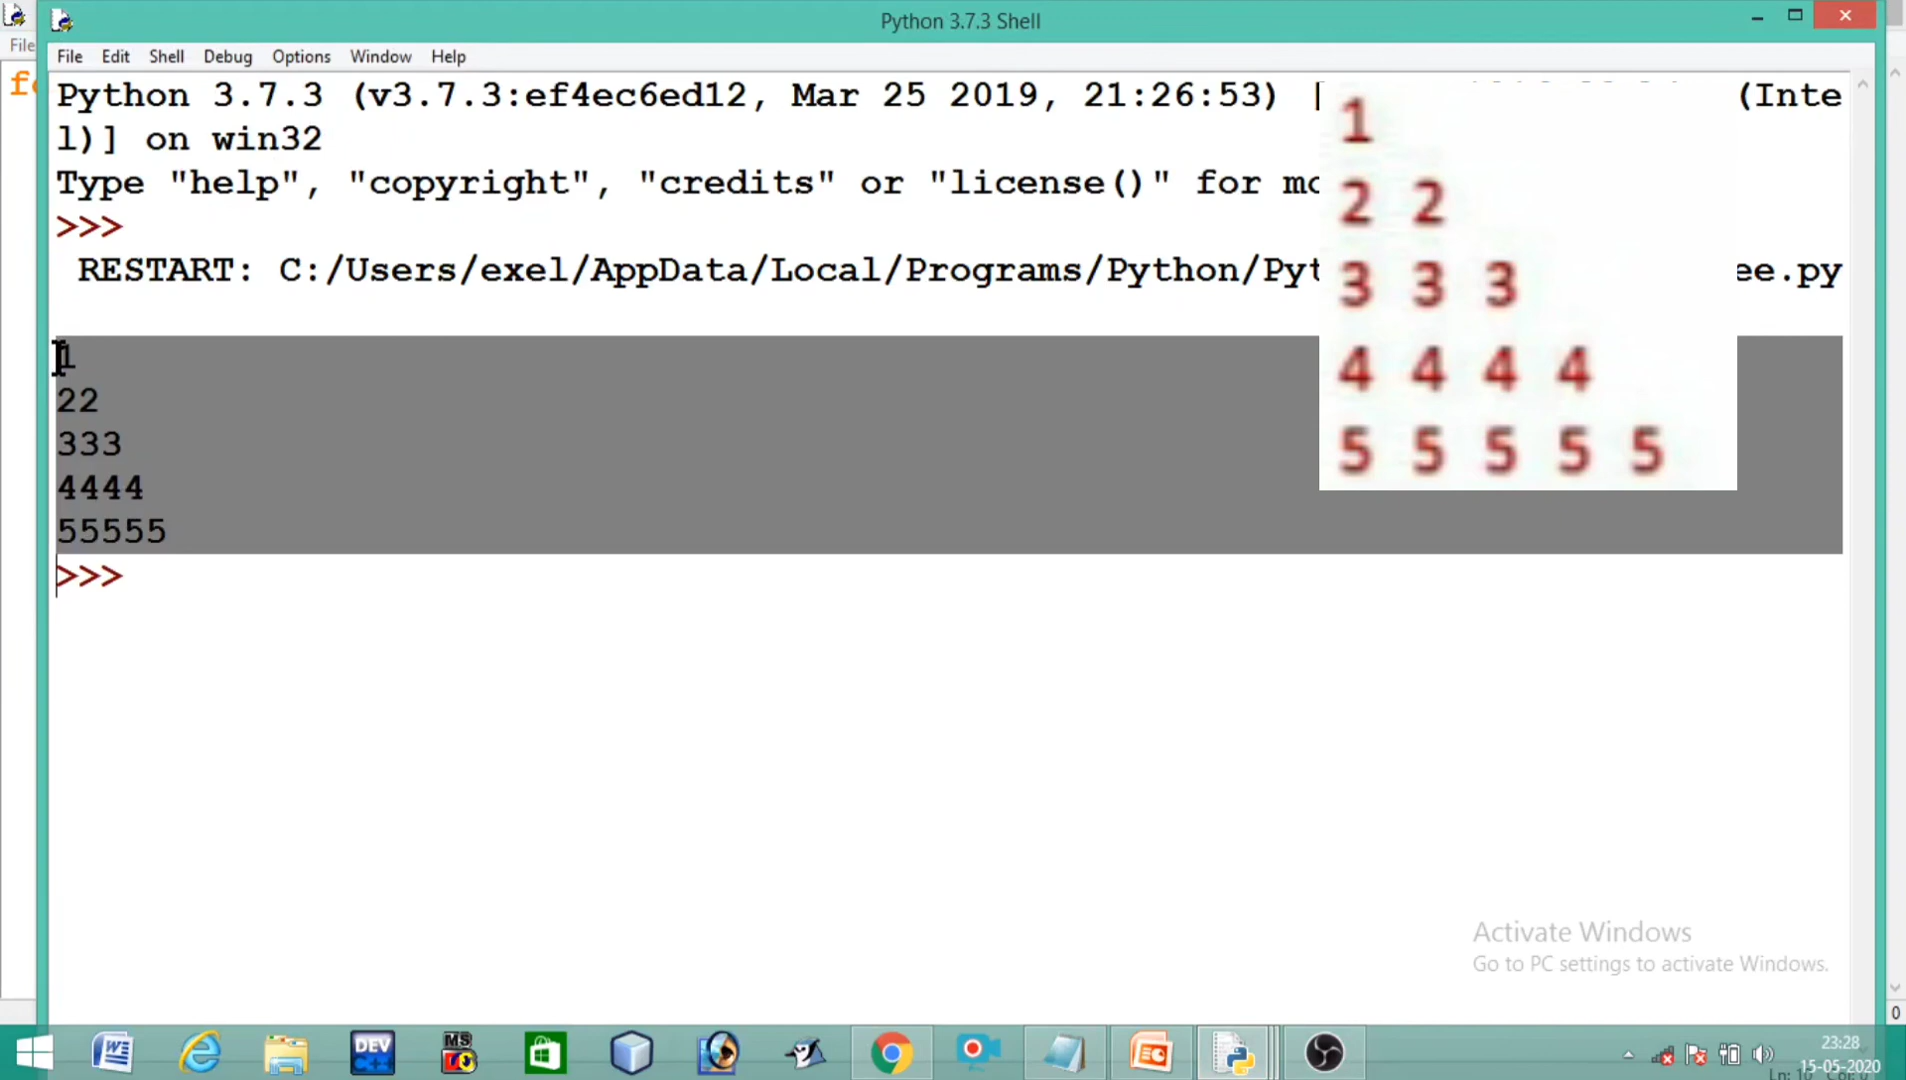 Python 3.7.3 Shell
File
File Edit Shell Debug Options Window Help
Python 3.7.3 (v3.7.3:ef4ec6ed12, Mar 25 2019, 21:26:53) [ (Inte
l)] on win32
Type "help", "copyright", "credits" or "license()" for mo
>>>
RESTART: C:/Users/exel/AppData/Local/Programs/Python/Pyt ee.py
1
22
333
4444
55555
>>>
1
2 2
3 3 3
4 4 4 4
5 5 5 5 5
Activate Windows
Go to PC settings to activate Windows.
0
DEV
C++
MS
23:28
15-05-2020